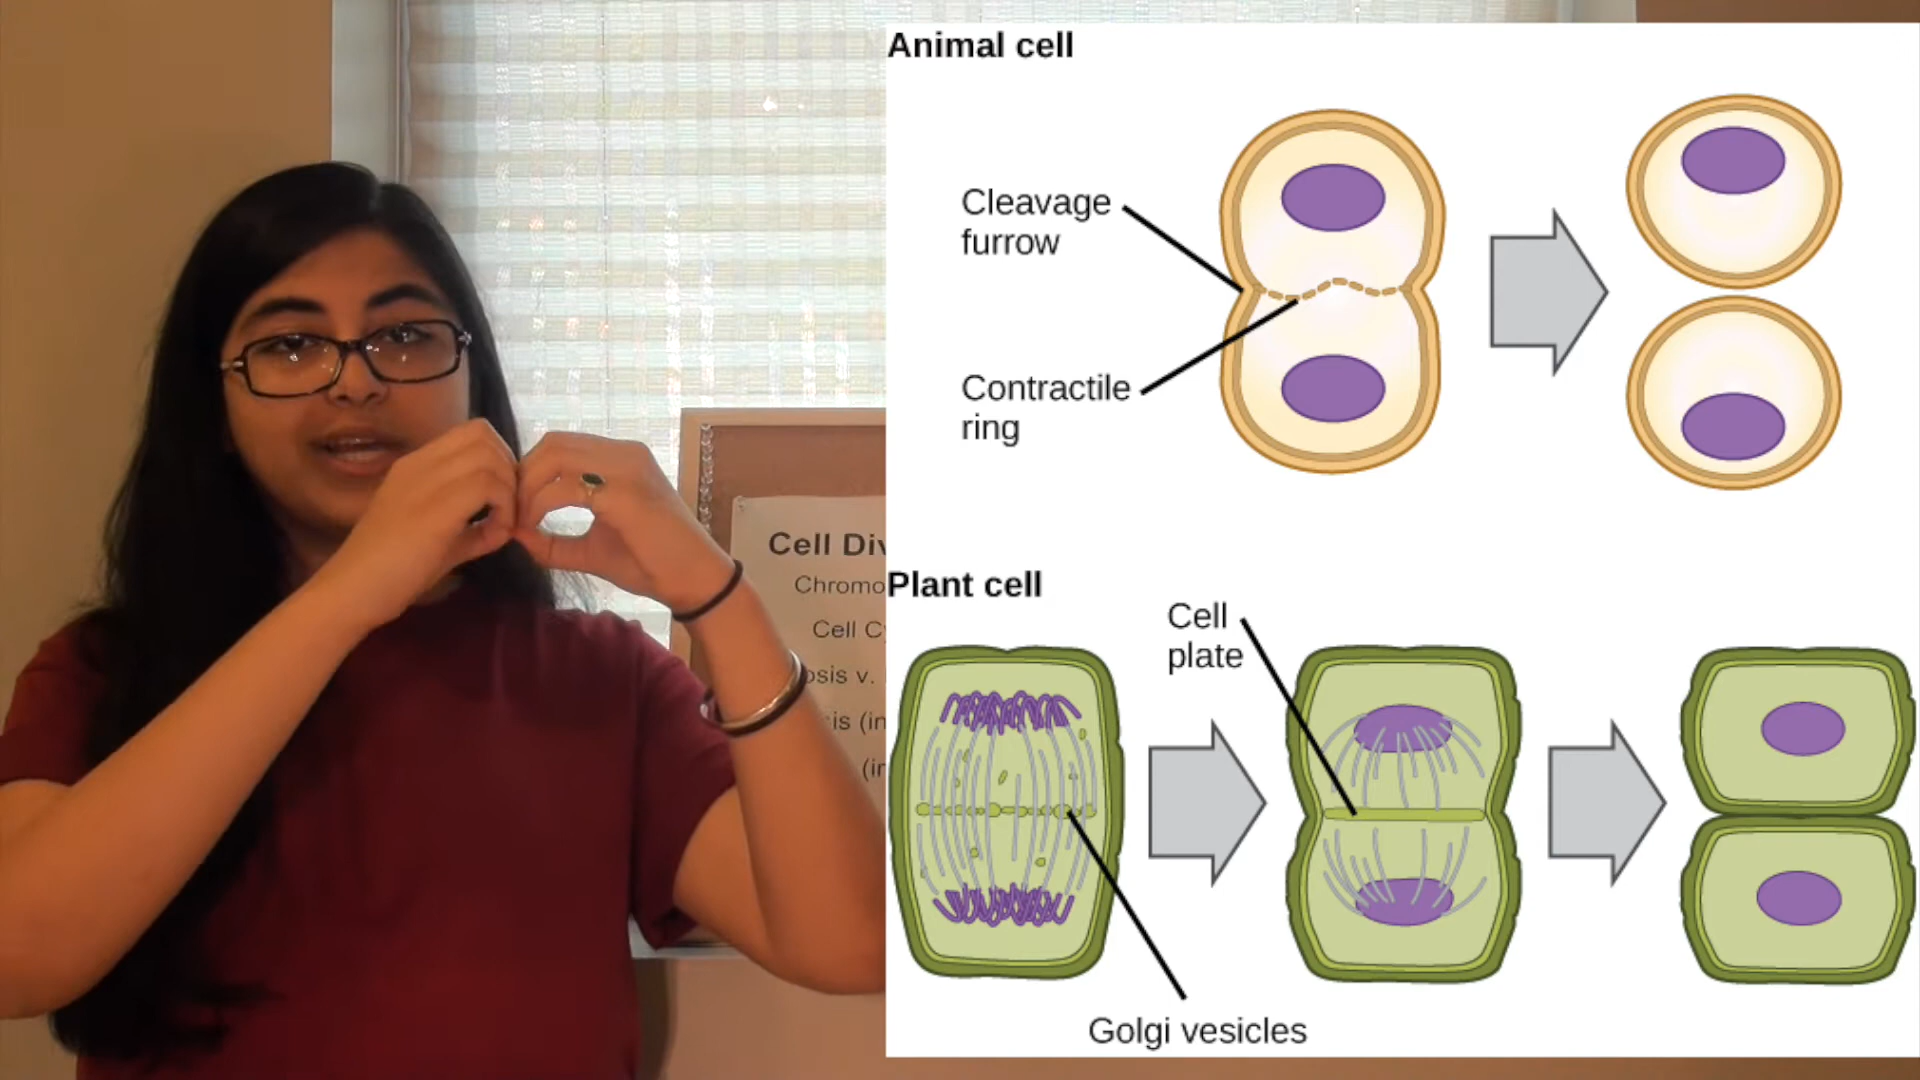 Animal cell
Cleavage
furrow
Contractile
ring
Plant cell
Cell
plate
Golgi vesicles
Cell Div
Chromo
Cell Cy
osis v.
is (in
(in